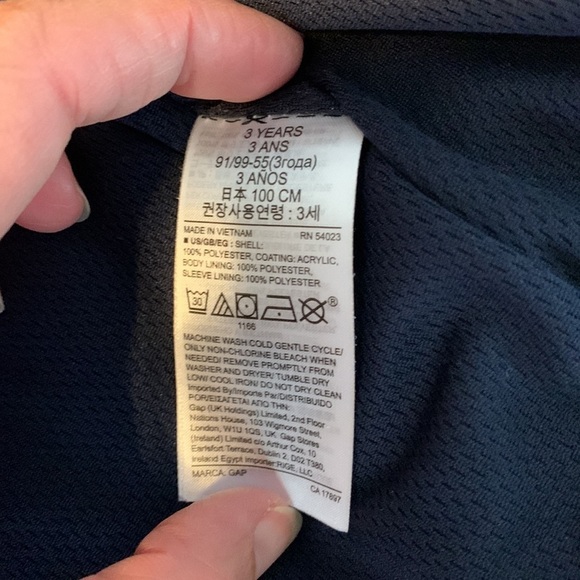 3 YEARS
3 ANS
91/99-55(3года)
3 AÑOS
日本 100 CM
권장사용연령 : 3세
MADE IN VIETNAM RN 54023
■ US/GB/EG : SHELL:
100% POLYESTER, COATING: ACRYLIC,
BODY LINING: 100% POLYESTER,
SLEEVE LINING: 100% POLYESTER
30 ®
1166
MACHINE WASH COLD GENTLE CYCLE/
ONLY NON-CHLORINE BLEACH WHEN
NEEDED/ REMOVE PROMPTLY FROM
WASHER AND DRYER/ TUMBLE DRY
LOW/ COOL IRON/ DO NOT DRY CLEAN
Imported By/Importe Par/DISTRIBUIDO
POR/ΕΙΣΑΓΕΤΑΙ ΑΠΟ ΤΗΝ:
Gap (UK Holdings) Limited, 2nd Floor
Nations House, 103 Wigmore Street,
London, W1U 1QS, UK. Gap Stores
(Ireland) Limited c/o Arthur Cox, 10
Earlsfort Terrace, Dublin 2, D02 T380,
Ireland Egypt importer:RIGE, LLC
MARCA: GAP
CA 17897